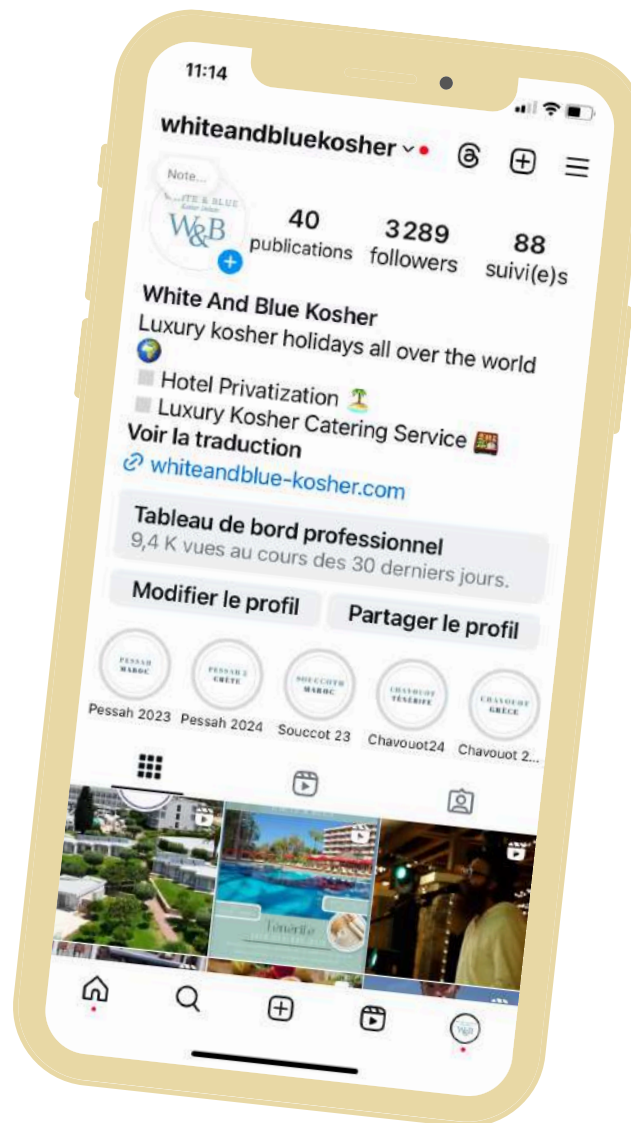 11:14
whiteandbluekosher
Note...
W&B
40
publications
3 289
followers
88
suivi(e)s
White And Blue Kosher
Luxury kosher holidays all over the world
Hotel Privatization
Luxury Kosher Catering Service
Voir la traduction
whiteandblue-kosher.com
Tableau de bord professionnel
9,4 K vues au cours des 30 derniers jours.
Modifier le profil
Partager le profil
PESSAH
MAROC
CRÈTE
SOUCCOTH
MAROC
CHAVOUOT
TÉNÉRIFE
CHAVOUOT
GRÈCE
Pessah 2023
Pessah 2024
Souccot 23
Chavouot24
Chavouot 2...
Ténérife